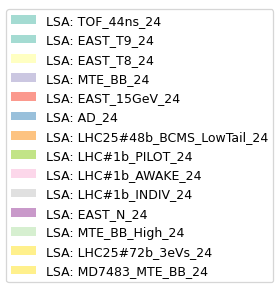 LSA: TOF_44ns_24
LSA: EAST_T9_24
LSA: EAST_T8_24
LSA: MTE_BB_24
LSA: EAST_15GeV_24
LSA: AD_24
LSA: LHC25#48b_BCMS_LowTail_24
LSA: LHC#1b_PILOT_24
LSA: LHC#1b_AWAKE_24
LSA: LHC#1b_INDIV_24
LSA: EAST_N_24
LSA: MTE_BB_High_24
LSA: LHC25#72b_3eVs_24
LSA: MD7483_MTE_BB_24